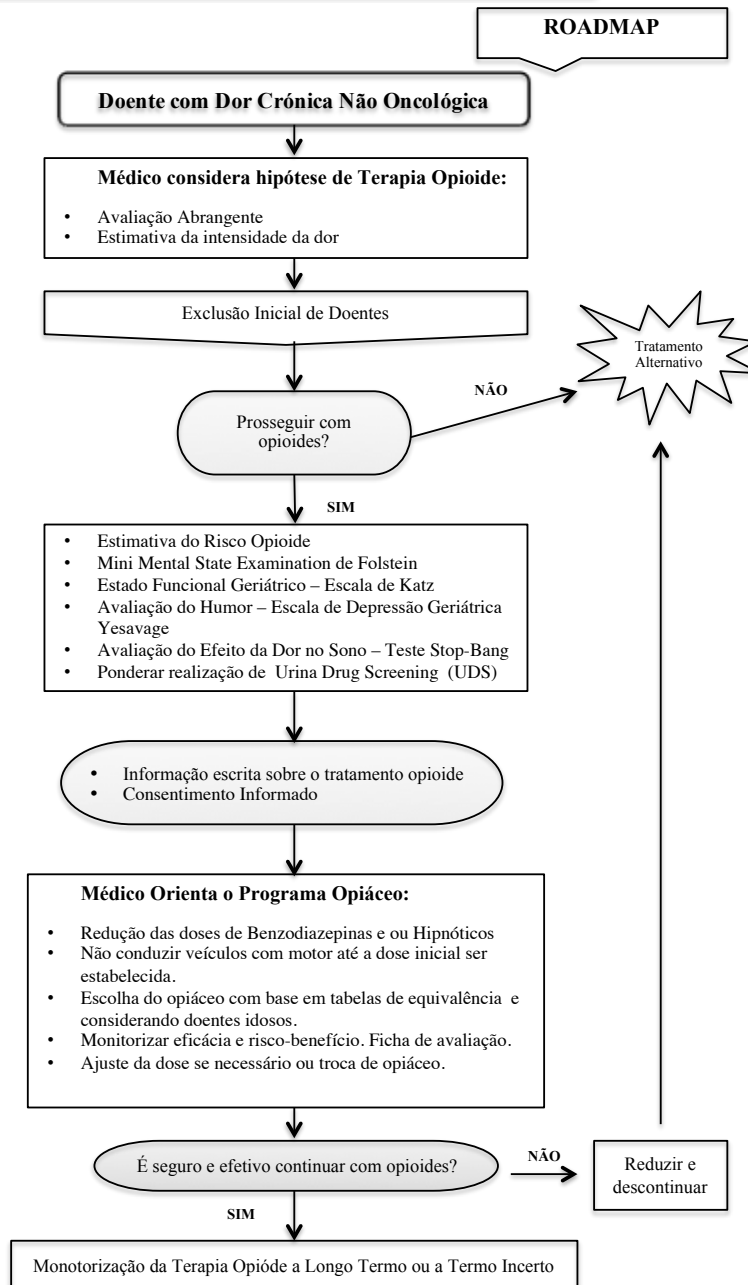 ROADMAP
Doente com Dor Crónica Não Oncológica
Médico considera hipótese de Terapia Opioide:
• Avaliação Abrangente
• Estimativa da intensidade da dor
Exclusão Inicial de Doentes
Tratamento
Alternativo
NÃO
Prosseguir com
opioides?
SIM
• Estimativa do Risco Opioide
• Mini Mental State Examination de Folstein
• Estado Funcional Geriátrico – Escala de Katz
• Avaliação do Humor – Escala de Depressão Geriátrica
Yesavage
• Avaliação do Efeito da Dor no Sono – Teste Stop-Bang
• Ponderar realização de Urina Drug Screening (UDS)
• Informação escrita sobre o tratamento opioide
• Consentimento Informado
Médico Orienta o Programa Opiáceo:
• Redução das doses de Benzodiazepinas e ou Hipnóticos
• Não conduzir veículos com motor até a dose inicial ser
estabelecida.
• Escolha do opiáceo com base em tabelas de equivalência e
considerando doentes idosos.
• Monitorizar eficácia e risco-benefício. Ficha de avaliação.
• Ajuste da dose se necessário ou troca de opiáceo.
É seguro e efetivo continuar com opioides?
NÃO
Reduzir e
descontinuar
SIM
Monotorização da Terapia Opióde a Longo Termo ou a Termo Incerto